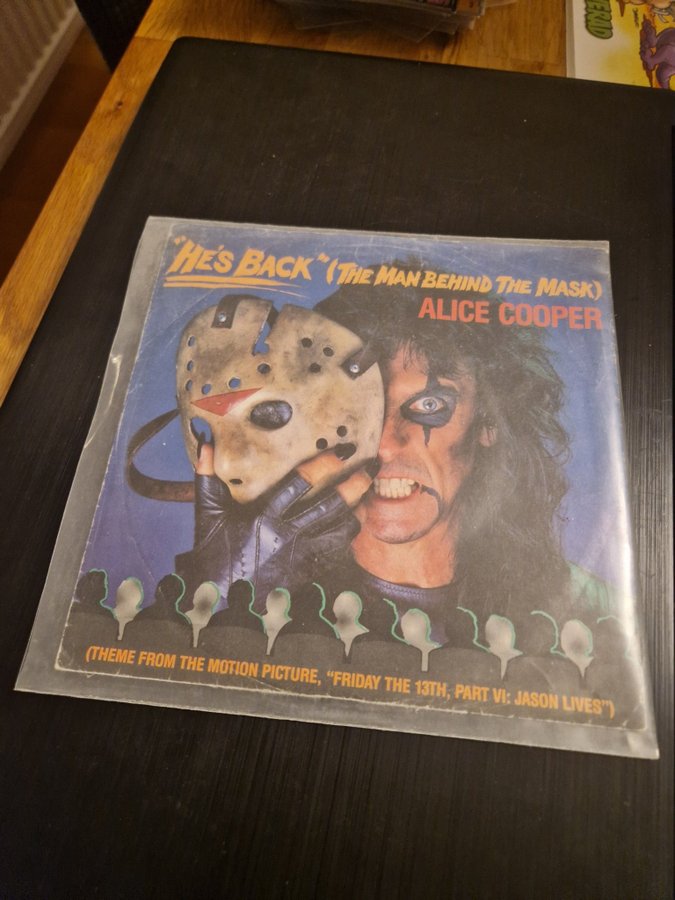 "HE'S BACK" (THE MAN BEHIND THE MASK)
ALICE COOPER
(THEME FROM THE MOTION PICTURE, "FRIDAY THE 13TH, PART VI: JASON LIVES")